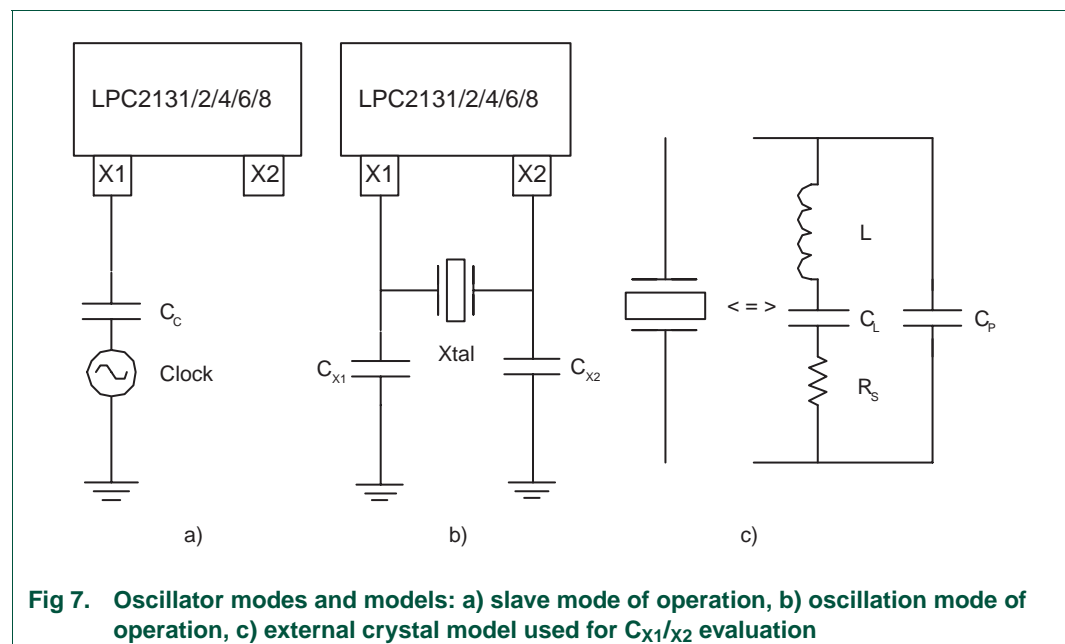 LPC2131/2/4/6/8 LPC2131/2/4/6/8
X1 X2 X1 X2
L
< = >
C_C C_L C_P
Xtal
Clock C_X1 C_X2
R_S
a) b) c)
Fig 7. Oscillator modes and models: a) slave mode of operation, b) oscillation mode of
operation, c) external crystal model used for C_X1/X2 evaluation